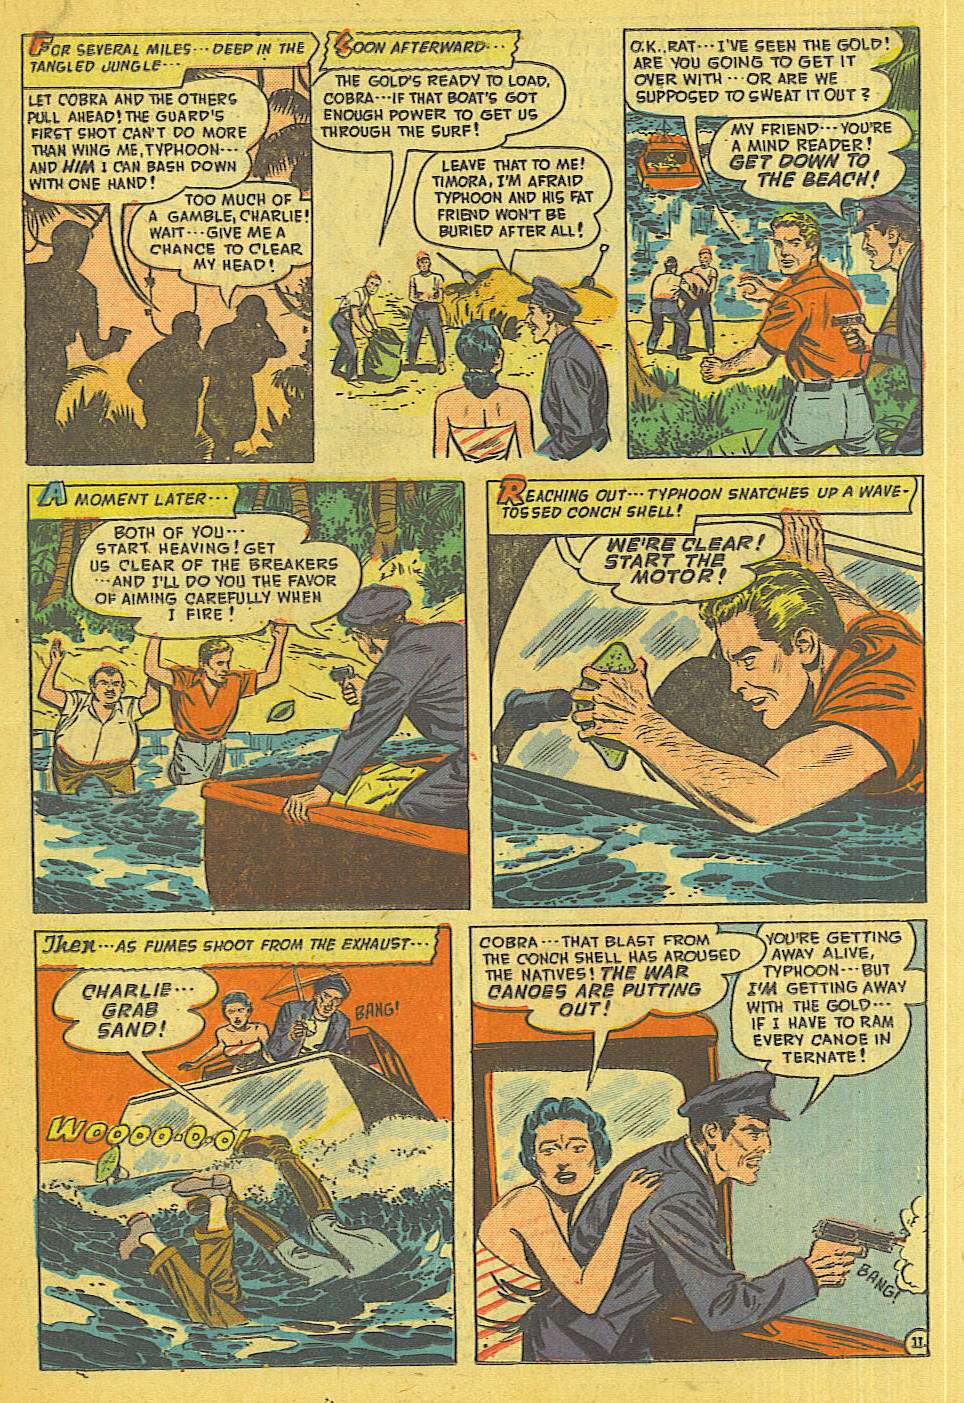 FOR SEVERAL MILES--- DEEP IN THE
TANGLED JUNGLE---
LET COBRA AND THE OTHERS
PULL AHEAD! THE GUARD'S
FIRST SHOT CAN'T DO MORE
THAN WING ME, TYPHOON---
AND HIM I CAN BASH DOWN
WITH ONE HAND!
TOO MUCH OF
A GAMBLE, CHARLIE!
WAIT--- GIVE ME A
CHANCE TO CLEAR
MY HEAD!
SOON AFTERWARD---
THE GOLD'S READY TO LOAD,
COBRA---IF THAT BOAT'S GOT
ENOUGH POWER TO GET US
THROUGH THE SURF!
LEAVE THAT TO ME!
TIMORA, I'M AFRAID
TYPHOON AND HIS FAT
FRIEND WON'T BE
BURIED AFTER ALL!
O.K., RAT--- I'VE SEEN THE GOLD!
ARE YOU GOING TO GET IT
OVER WITH --- OR ARE WE
SUPPOSED TO SWEAT IT OUT?
MY FRIEND--- YOU'RE
A MIND READER!
GET DOWN TO
THE BEACH!
A MOMENT LATER---
BOTH OF YOU---
START HEAVING! GET
US CLEAR OF THE BREAKERS
---AND I'LL DO YOU THE FAVOR
OF AIMING CAREFULLY WHEN
I FIRE!
REACHING OUT--- TYPHOON SNATCHES UP A WAVE-
TOSSED CONCH SHELL!
WE'RE CLEAR!
START THE
MOTOR!
Then---AS FUMES SHOOT FROM THE EXHAUST---
CHARLIE---
GRAB
SAND!
BANG!
WOOOO-O-O!
COBRA---THAT BLAST FROM
THE CONCH SHELL HAS AROUSED
THE NATIVES! THE WAR
CANOES ARE PUTTING
OUT!
YOU'RE GETTING
AWAY ALIVE,
TYPHOON---BUT
I'M GETTING AWAY
WITH THE GOLD---
IF I HAVE TO RAM
EVERY CANOE IN
TERNATE!
BANG!
11